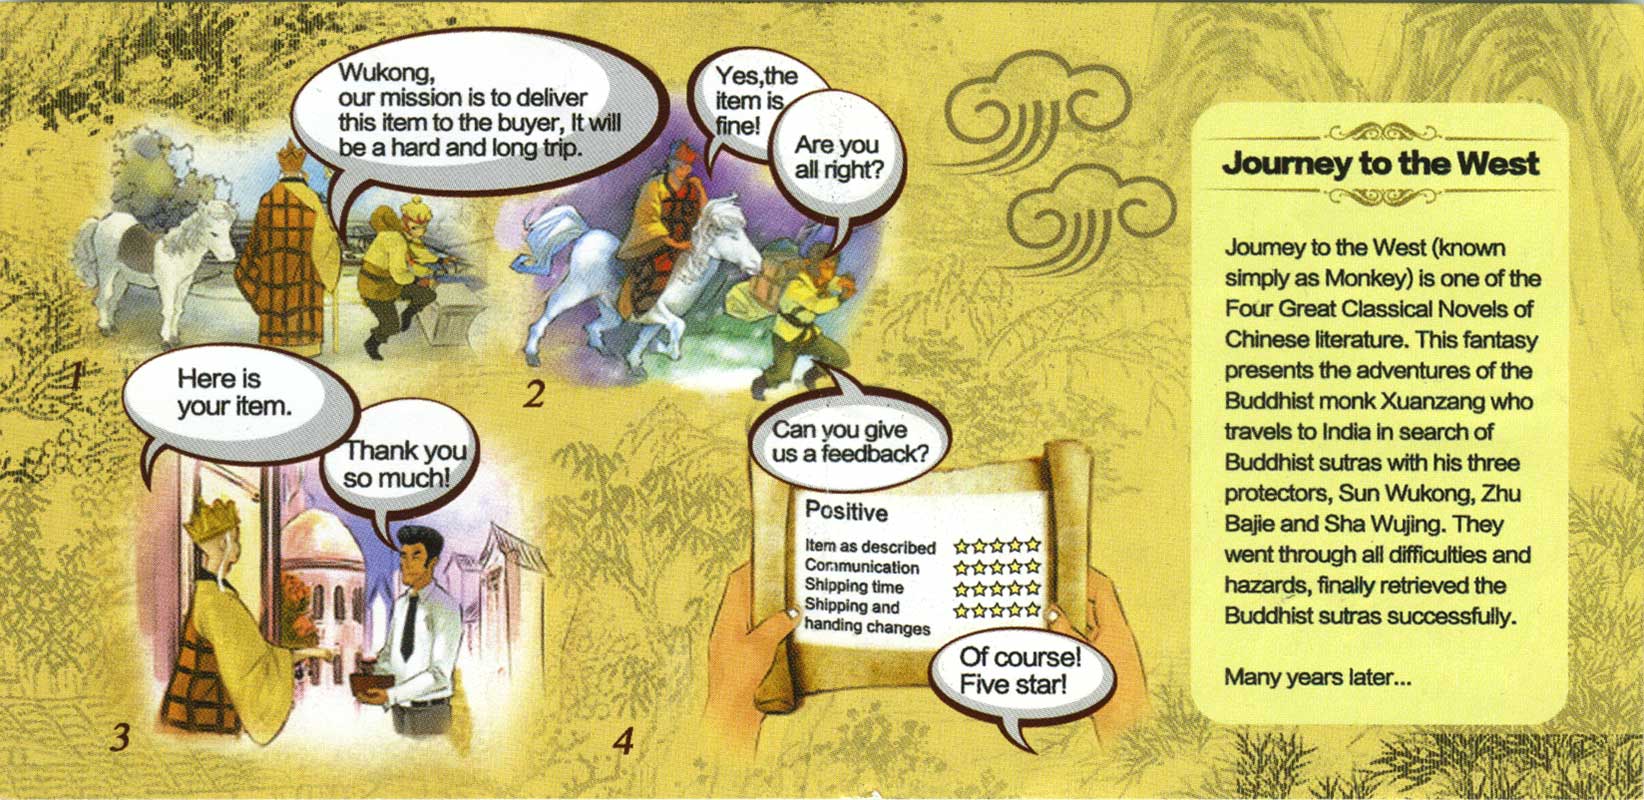 Wukong,
our mission is to deliver
this item to the buyer, It will
be a hard and long trip.
Yes,the
item is
fine!
Are you
all right?
1
2
Here is
your item.
Thank you
so much!
3
Can you give
us a feedback?
Positive
Item as described ☆☆☆☆☆
Communication ☆☆☆☆☆
Shipping time ☆☆☆☆☆
Shipping and ☆☆☆☆☆
handing changes
Of course!
Five star!
4
Journey to the West
Journey to the West (known
simply as Monkey) is one of the
Four Great Classical Novels of
Chinese literature. This fantasy
presents the adventures of the
Buddhist monk Xuanzang who
travels to India in search of
Buddhist sutras with his three
protectors, Sun Wukong, Zhu
Bajie and Sha Wujing. They
went through all difficulties and
hazards, finally retrieved the
Buddhist sutras successfully.
Many years later...